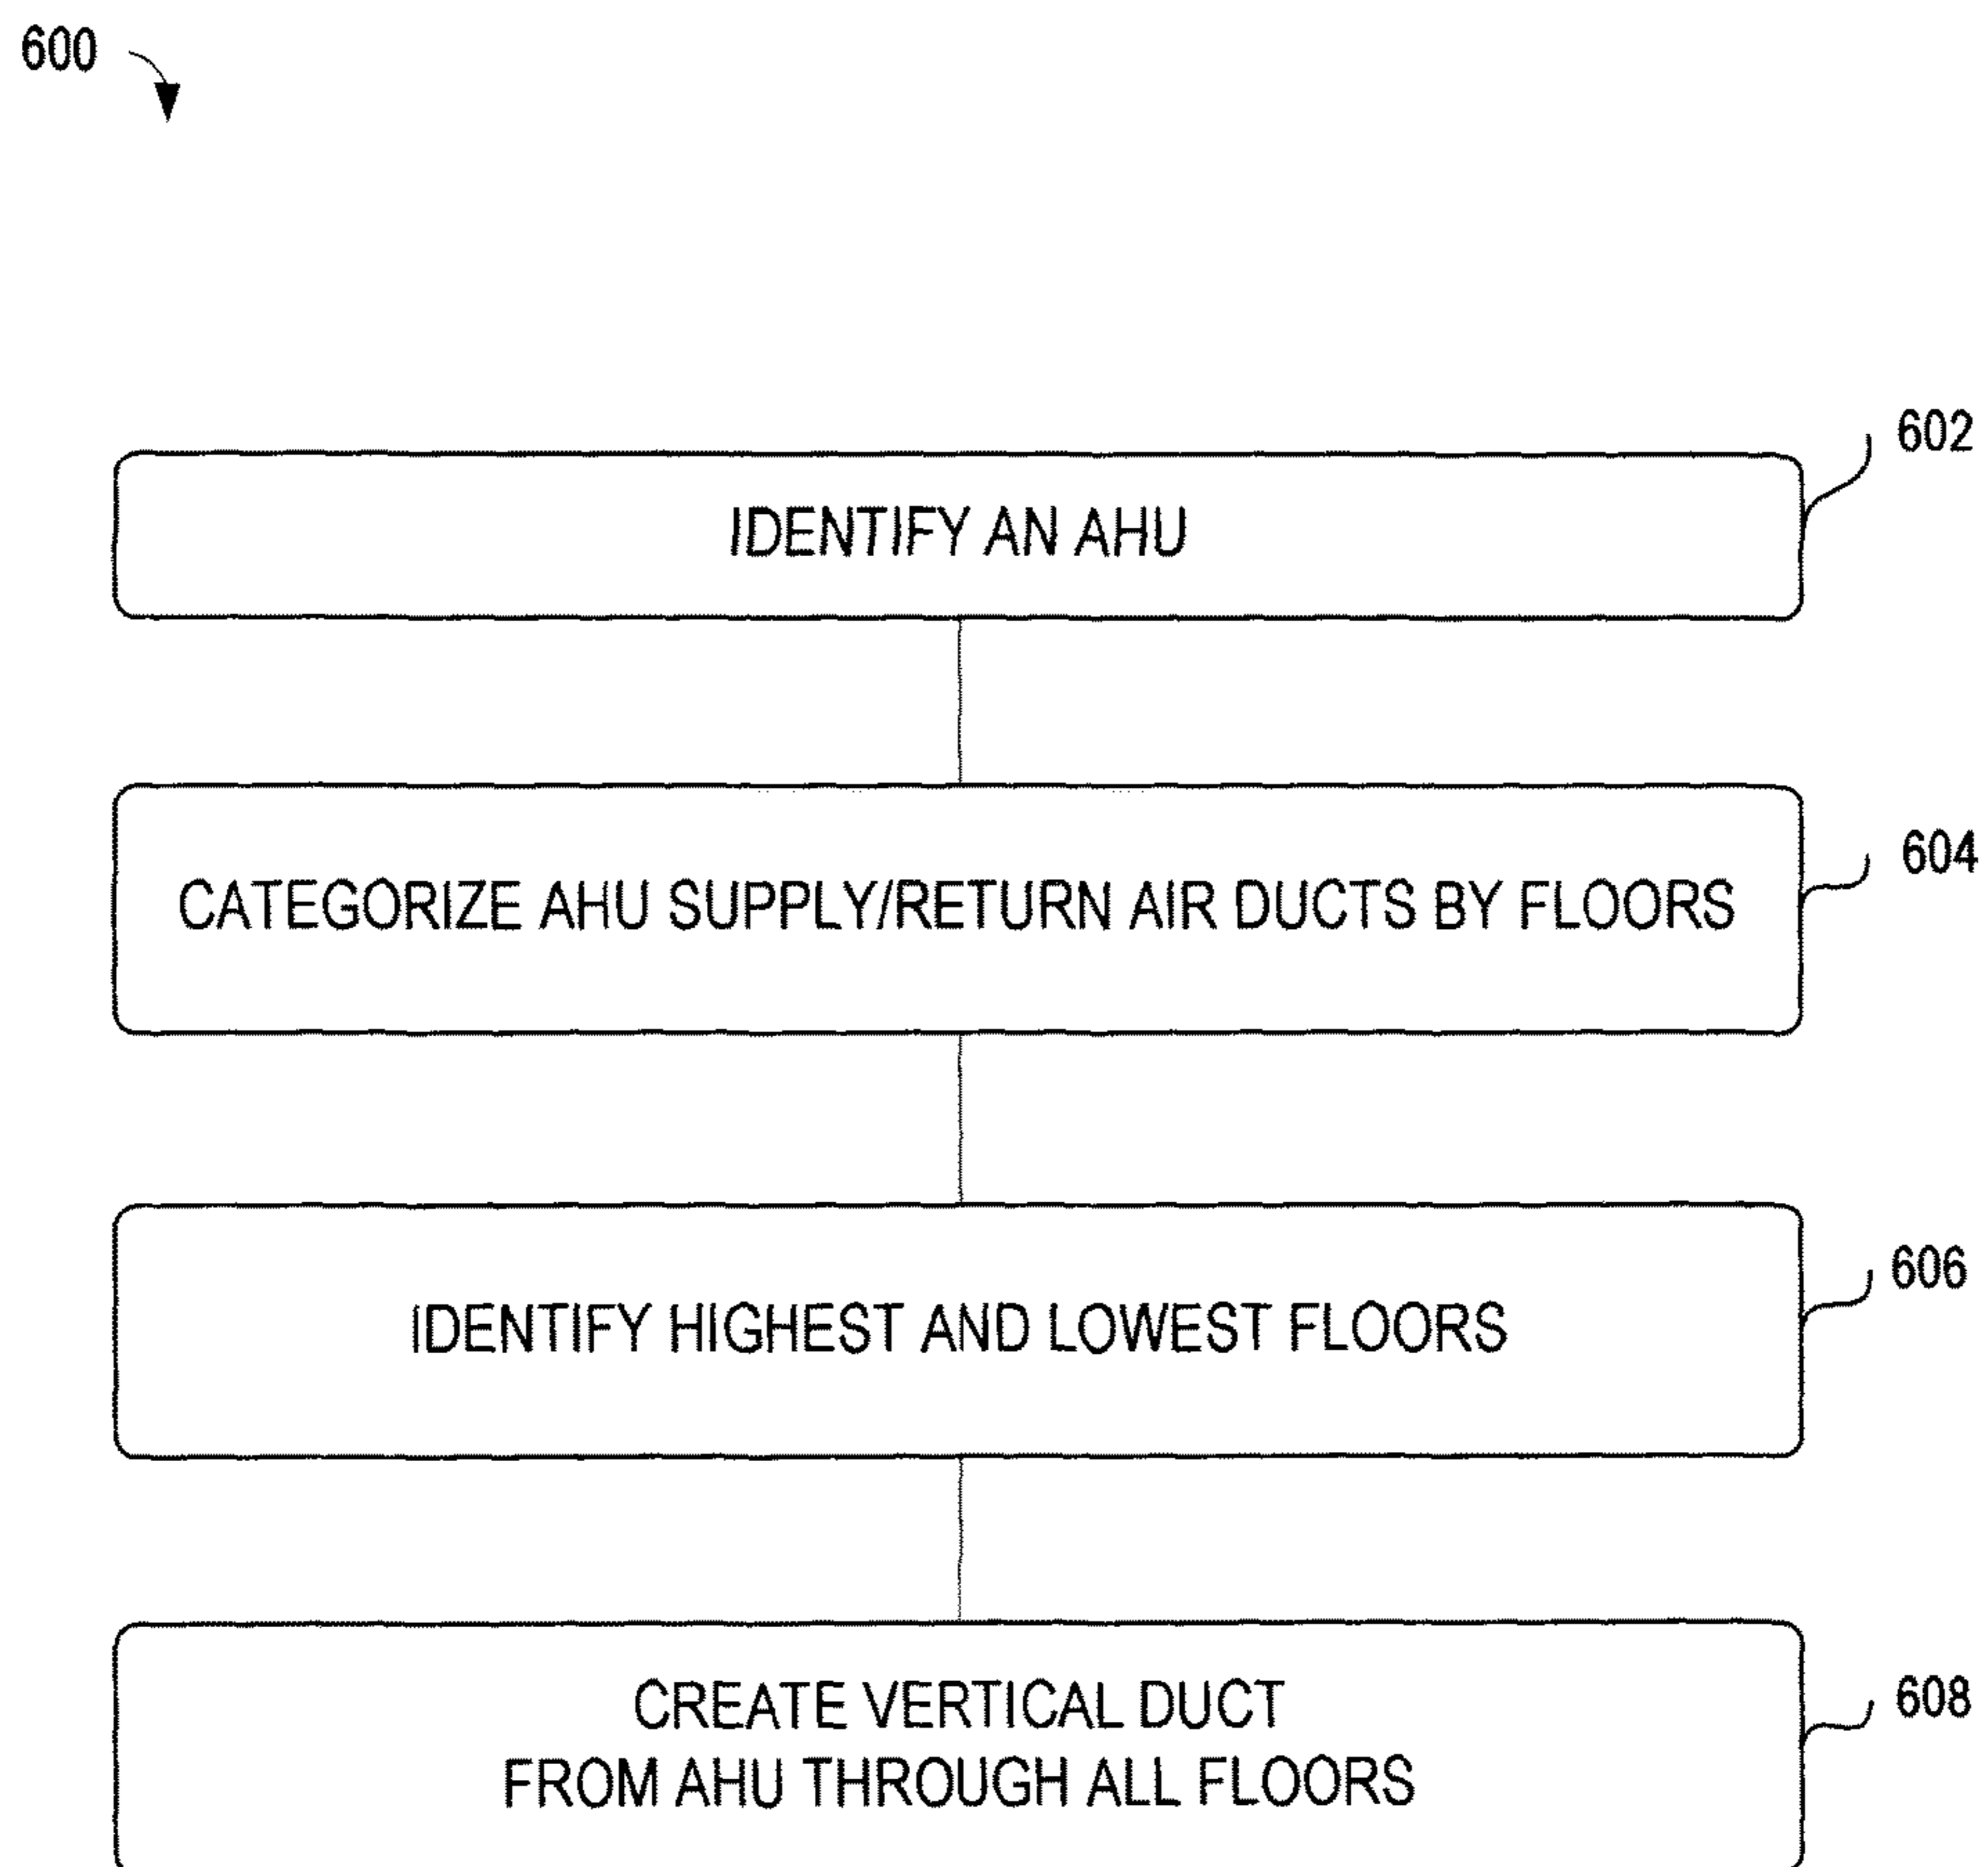 600
602
IDENTIFY AN AHU
604
CATEGORIZE AHU SUPPLY/RETURN AIR DUCTS BY FLOORS
606
IDENTIFY HIGHEST AND LOWEST FLOORS
608
CREATE VERTICAL DUCT
FROM AHU THROUGH ALL FLOORS